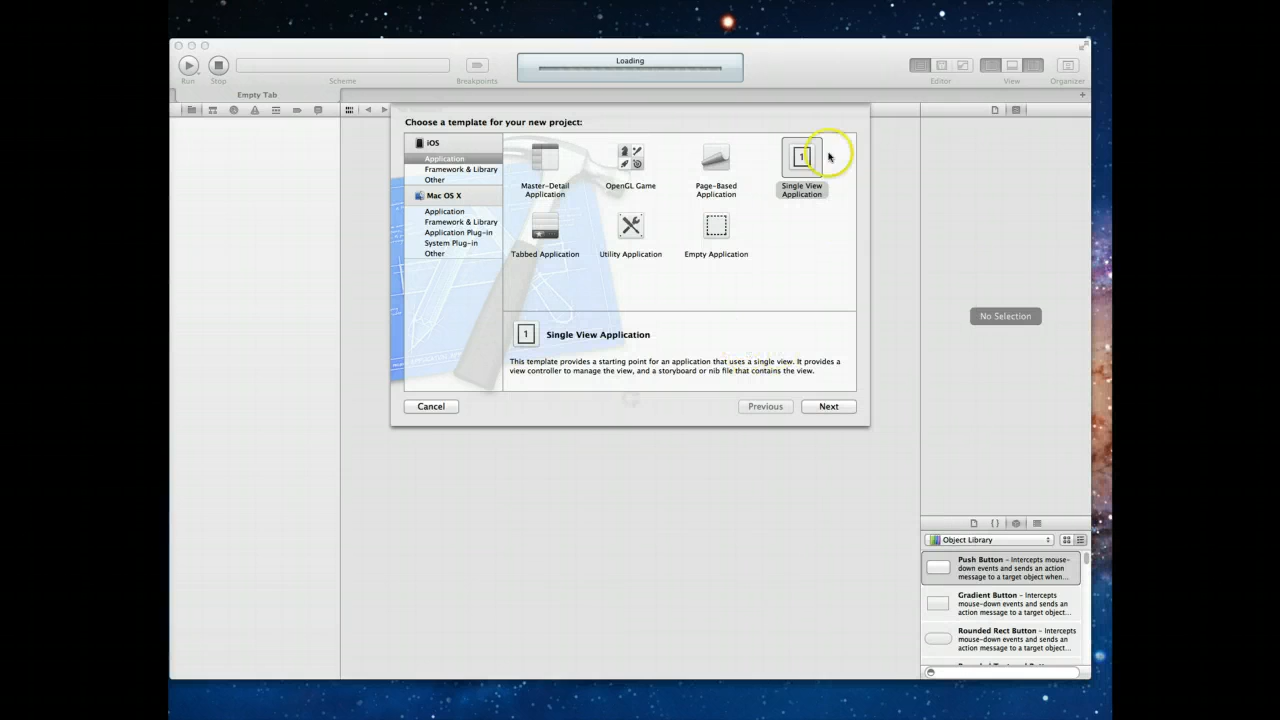 Loading
Run
Stop
Scheme
Breakpoints
Editor
View
Organizer
Empty Tab
Choose a template for your new project:
iOS
Application
Framework & Library
Other
Mac OS X
Application
Framework & Library
Application Plug-in
System Plug-in
Other
Master-Detail
Application
OpenGL Game
Page-Based
Application
1
Single View
Application
Tabbed Application
Utility Application
Empty Application
1
Single View Application
This template provides a starting point for an application that uses a single view. It provides a
view controller to manage the view, and a storyboard or nib file that contains the view.
Cancel
Previous
Next
No Selection
Object Library
Push Button - Intercepts mouse-
down events and sends an action
message to a target object when...
Gradient Button - Intercepts
mouse-down events and sends an
action message to a target object...
Rounded Rect Button - Intercepts
mouse-down events and sends an
action message to a target object...